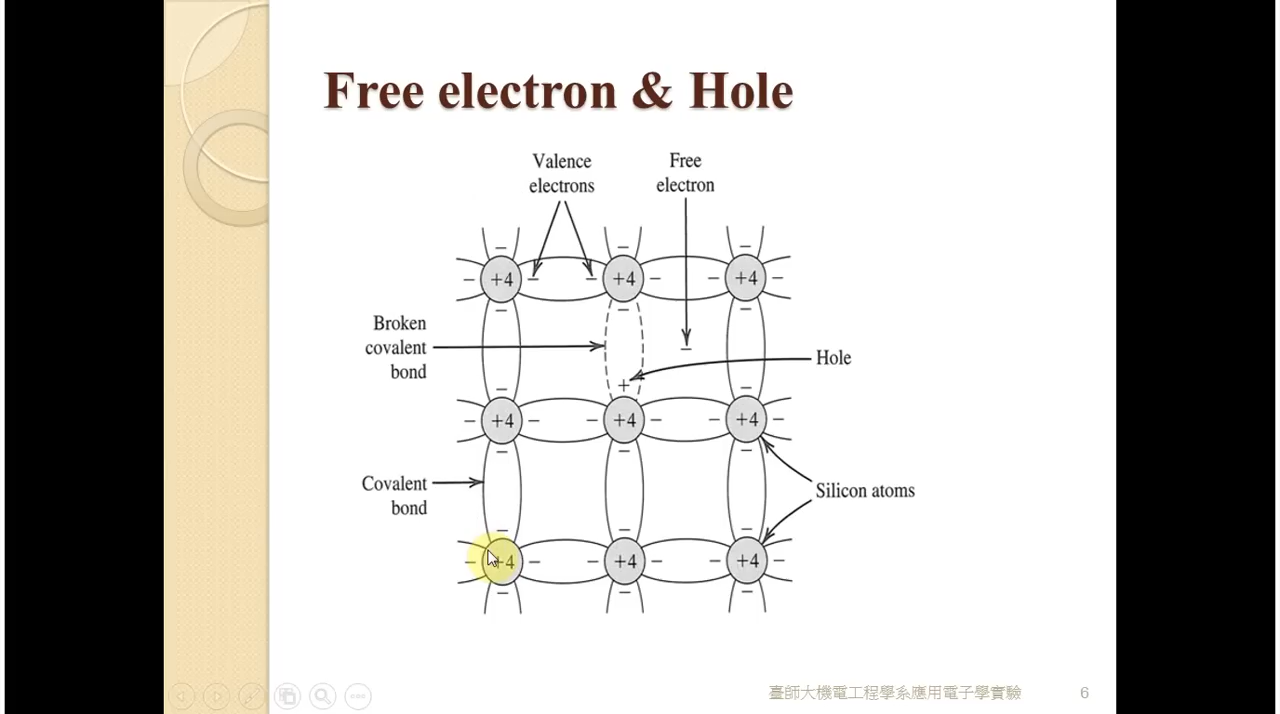 Free electron & Hole
Valence
electrons
Free
electron
− − −
− +4 − − +4 − − +4 −
− − −
Broken
covalent
bond
−
Hole
− + −
− +4 − − +4 − − +4 −
− − −
Covalent
bond
Silicon atoms
− − −
− +4 − − +4 − − +4 −
− − −
臺師大機電工程學系應用電子學實驗
6